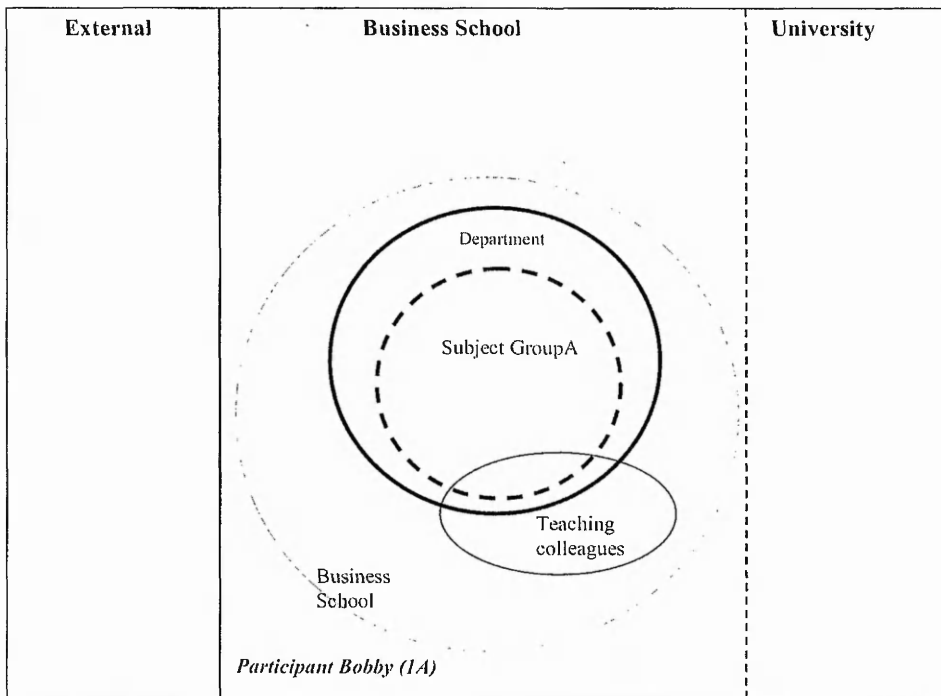 External
Business School
University
Department
Subject GroupA
Teaching
colleagues
Business
School
Participant Bobby (1A)